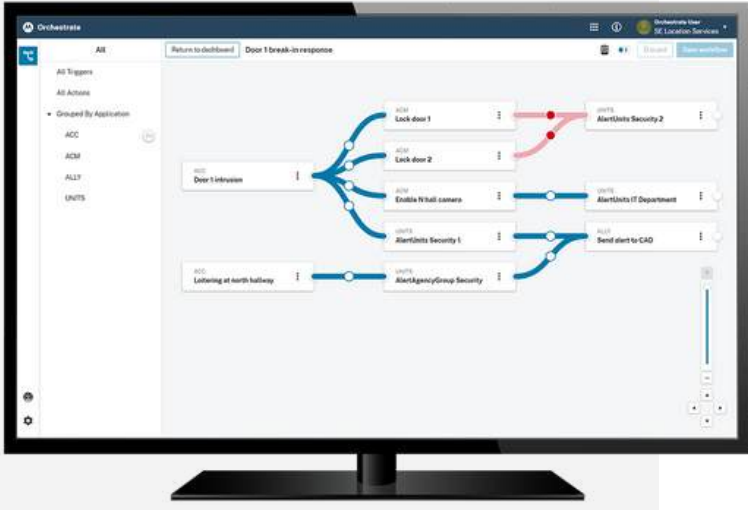 Orchestrate
Orchestrate User
SE Location Services
All
Return to dashboard
Door 1 break-in response
Discard
Save workflow
All Triggers
All Actions
Grouped By Application
ACC
ACM
ALLY
UNITS
ACC
Door 1 intrusion
ACM
Lock door 1
UNITS
AlertUnits Security 2
ACM
Lock door 2
ACM
Enable N hall camera
UNITS
AlertUnits IT Department
UNITS
AlertUnits Security 1
ALLY
Send alert to CAD
ACC
Loitering at north hallway
UNITS
AlertAgencyGroup Security